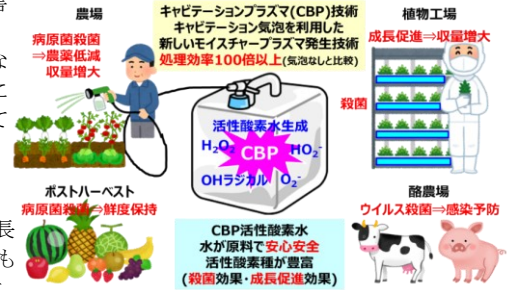 農場
病原菌殺菌
⇒農薬低減
収量増大
キャビテーションプラズマ(CBP)技術
キャビテーション気泡を利用した
新しいモイスチャープラズマ発生技術
処理効率100倍以上(気泡なしと比較)
植物工場
成長促進⇒収量増大
殺菌
活性酸素水生成
H₂O₂
HO₂⁻
CBP
OHラジカル
O₂⁻
ポストハーベスト
病原菌殺菌⇒鮮度保持
酪農場
ウイルス殺菌⇒感染予防
CBP活性酸素水
水が原料で安心安全
活性酸素種が豊富
(殺菌効果・成長促進効果)
な
に
て
長
も